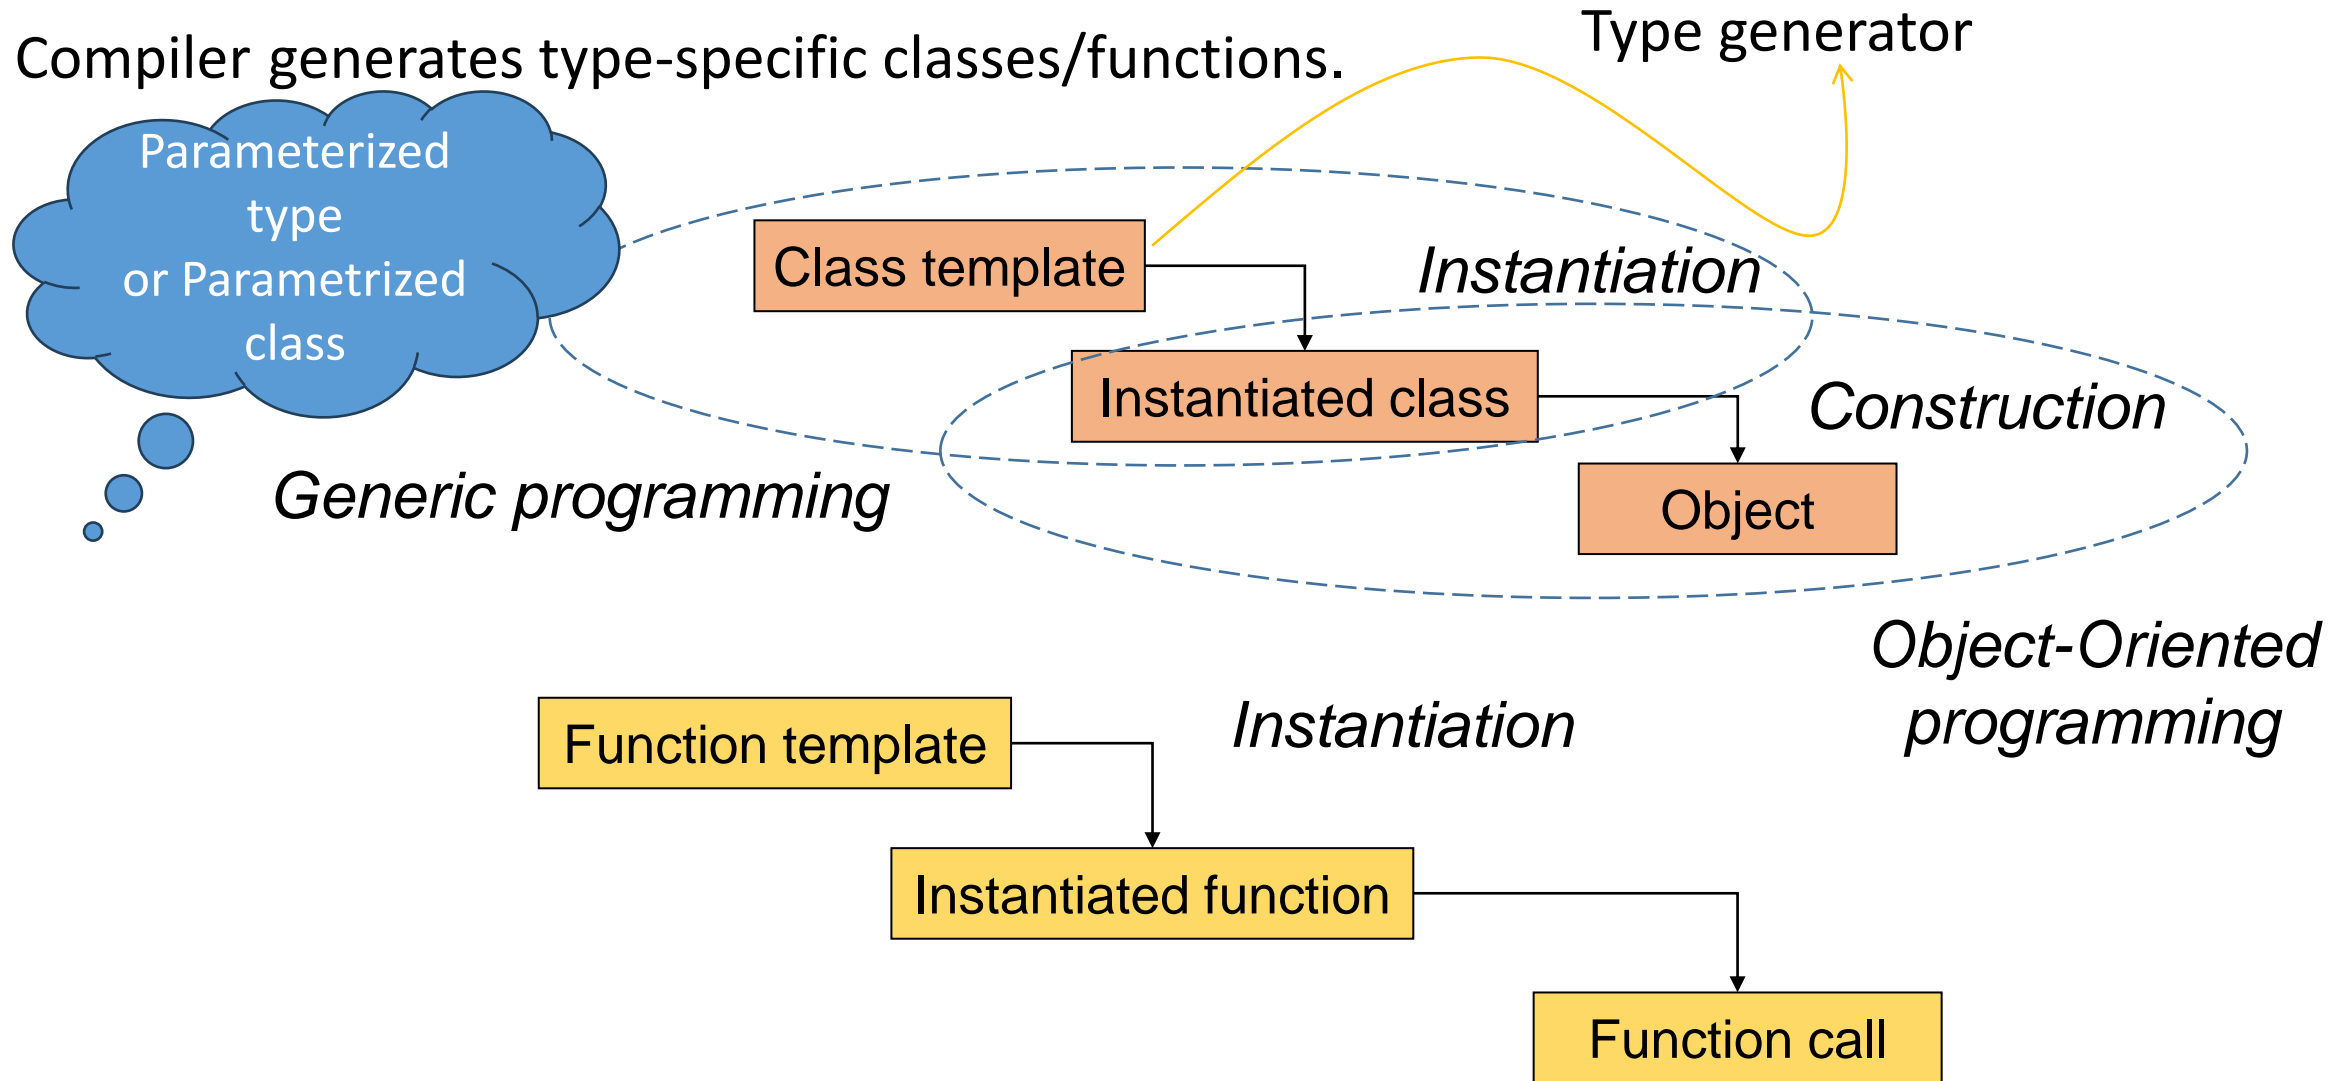 Type generator
Compiler generates type-specific classes/functions.
Parameterized
type
or Parametrized
class
Class template
Instantiation
Instantiated class
Construction
Generic programming
Object
Object-Oriented
programming
Function template
Instantiation
Instantiated function
Function call